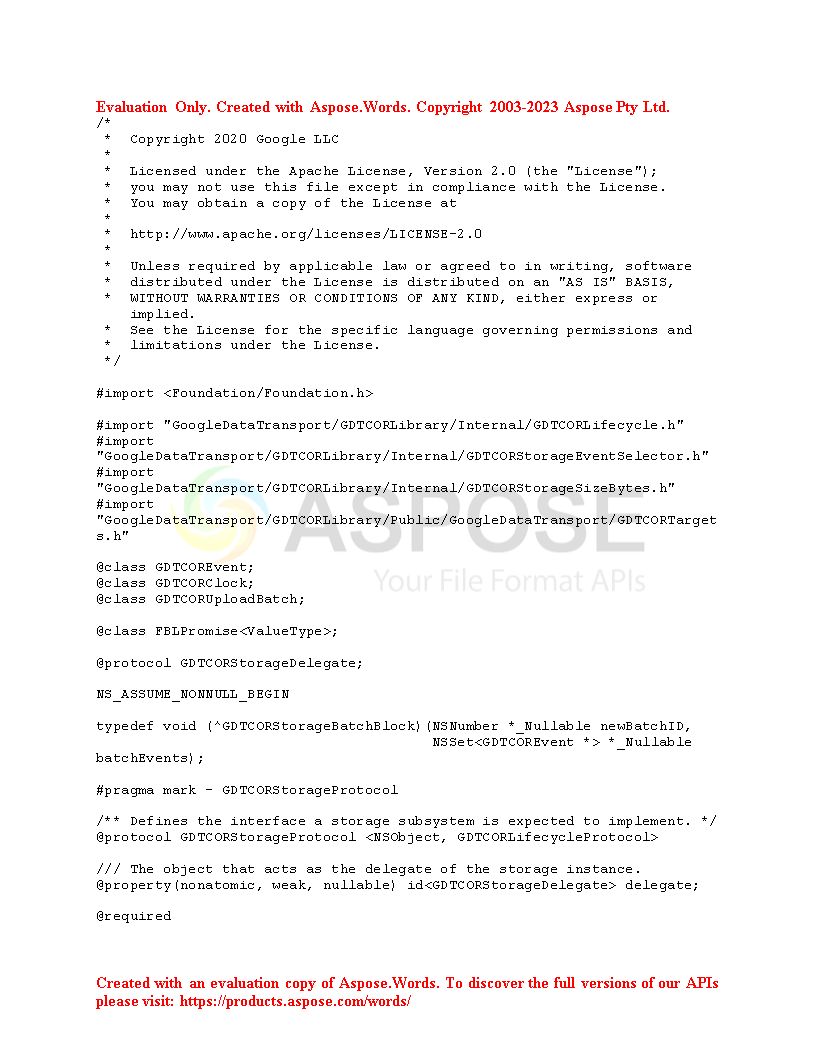 Evaluation Only. Created with Aspose.Words. Copyright 2003-2023 Aspose Pty Ltd.
/*
 *  Copyright 2020 Google LLC
 *
 *  Licensed under the Apache License, Version 2.0 (the "License");
 *  you may not use this file except in compliance with the License.
 *  You may obtain a copy of the License at
 *
 *  http://www.apache.org/licenses/LICENSE-2.0
 *
 *  Unless required by applicable law or agreed to in writing, software
 *  distributed under the License is distributed on an "AS IS" BASIS,
 *  WITHOUT WARRANTIES OR CONDITIONS OF ANY KIND, either express or
    implied.
 *  See the License for the specific language governing permissions and
 *  limitations under the License.
 */

#import <Foundation/Foundation.h>

#import "GoogleDataTransport/GDTCORLibrary/Internal/GDTCORLifecycle.h"
#import
"GoogleDataTransport/GDTCORLibrary/Internal/GDTCORStorageEventSelector.h"
#import
"GoogleDataTransport/GDTCORLibrary/Internal/GDTCORStorageSizeBytes.h"
#import
"GoogleDataTransport/GDTCORLibrary/Public/GoogleDataTransport/GDTCORTarget
s.h"
ASPOSE
Your File Format APIs

@class GDTCOREvent;
@class GDTCORClock;
@class GDTCORUploadBatch;

@class FBLPromise<ValueType>;

@protocol GDTCORStorageDelegate;

NS_ASSUME_NONNULL_BEGIN

typedef void (^GDTCORStorageBatchBlock)(NSNumber *_Nullable newBatchID,
                                        NSSet<GDTCOREvent *> *_Nullable
batchEvents);

#pragma mark - GDTCORStorageProtocol

/** Defines the interface a storage subsystem is expected to implement. */
@protocol GDTCORStorageProtocol <NSObject, GDTCORLifecycleProtocol>

/// The object that acts as the delegate of the storage instance.
@property(nonatomic, weak, nullable) id<GDTCORStorageDelegate> delegate;

@required

Created with an evaluation copy of Aspose.Words. To discover the full versions of our APIs
please visit: https://products.aspose.com/words/